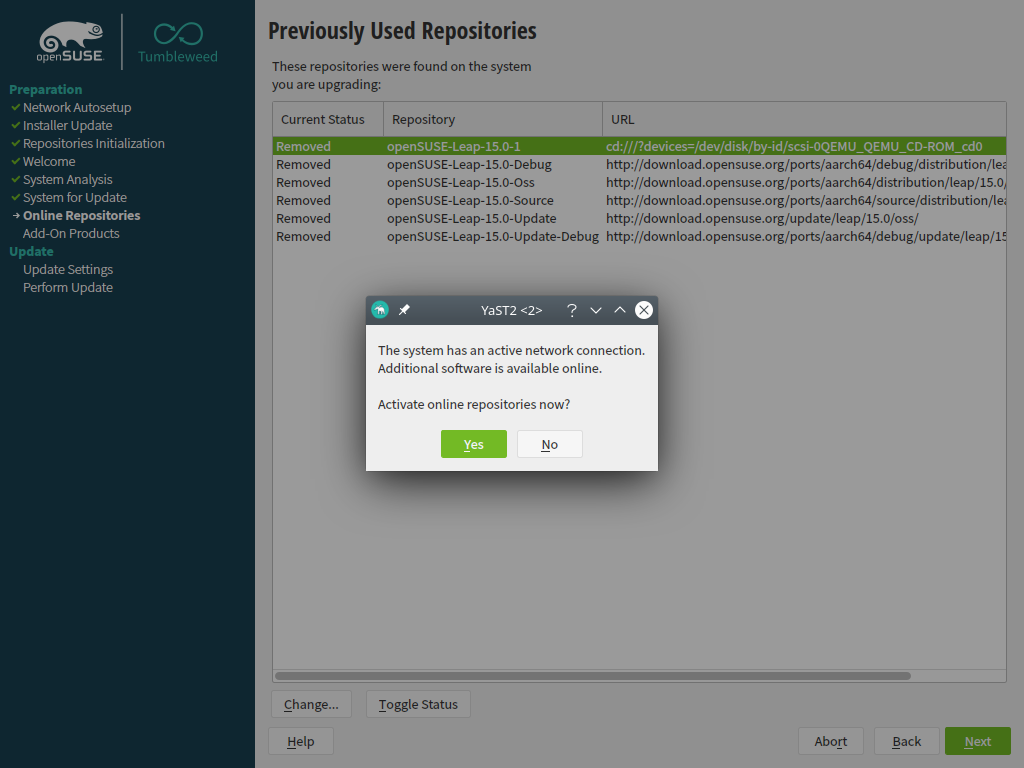 openSUSE
Tumbleweed
Preparation
Network Autosetup
Installer Update
Repositories Initialization
Welcome
System Analysis
System for Update
Online Repositories
Add-On Products
Update
Update Settings
Perform Update
Previously Used Repositories
These repositories were found on the system
you are upgrading:
Current Status Repository URL
Removed openSUSE-Leap-15.0-1 cd:///?devices=/dev/disk/by-id/scsi-0QEMU_QEMU_CD-ROM_cd0
Removed openSUSE-Leap-15.0-Debug http://download.opensuse.org/ports/aarch64/debug/distribution/lea
Removed openSUSE-Leap-15.0-Oss http://download.opensuse.org/ports/aarch64/distribution/leap/15.0/
Removed openSUSE-Leap-15.0-Source http://download.opensuse.org/ports/aarch64/source/distribution/lea
Removed openSUSE-Leap-15.0-Update http://download.opensuse.org/update/leap/15.0/oss/
Removed openSUSE-Leap-15.0-Update-Debug http://download.opensuse.org/ports/aarch64/debug/update/leap/15
YaST2 <2>
The system has an active network connection.
Additional software is available online.
Activate online repositories now?
Yes No
Change... Toggle Status
Help Abort Back Next